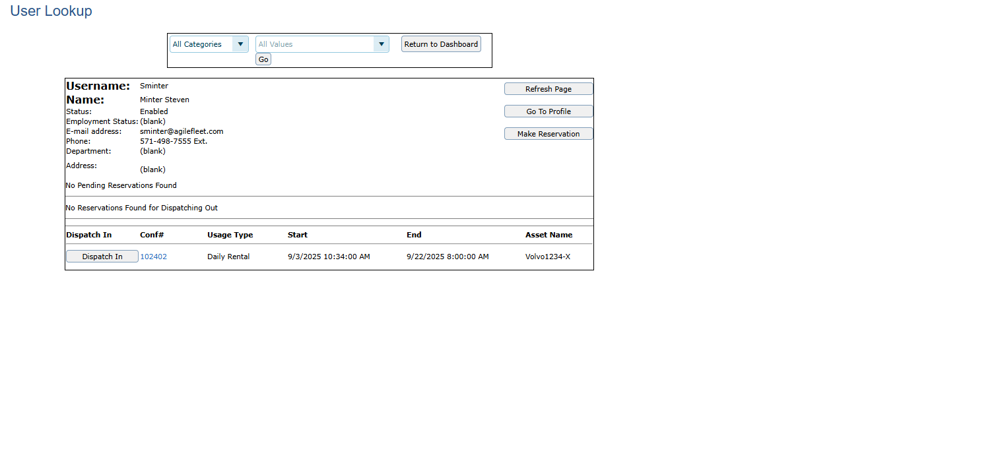 User Lookup
All Categories All Values Return to Dashboard
Go
Username: Sminter Refresh Page
Name: Minter Steven
Status: Enabled Go To Profile
Employment Status: (blank)
E-mail address: sminter@agilefleet.com Make Reservation
Phone: 571-498-7555 Ext.
Department: (blank)
Address: (blank)
No Pending Reservations Found
No Reservations Found for Dispatching Out
Dispatch In Conf# Usage Type Start End Asset Name
Dispatch In 102402 Daily Rental 9/3/2025 10:34:00 AM 9/22/2025 8:00:00 AM Volvo1234-X